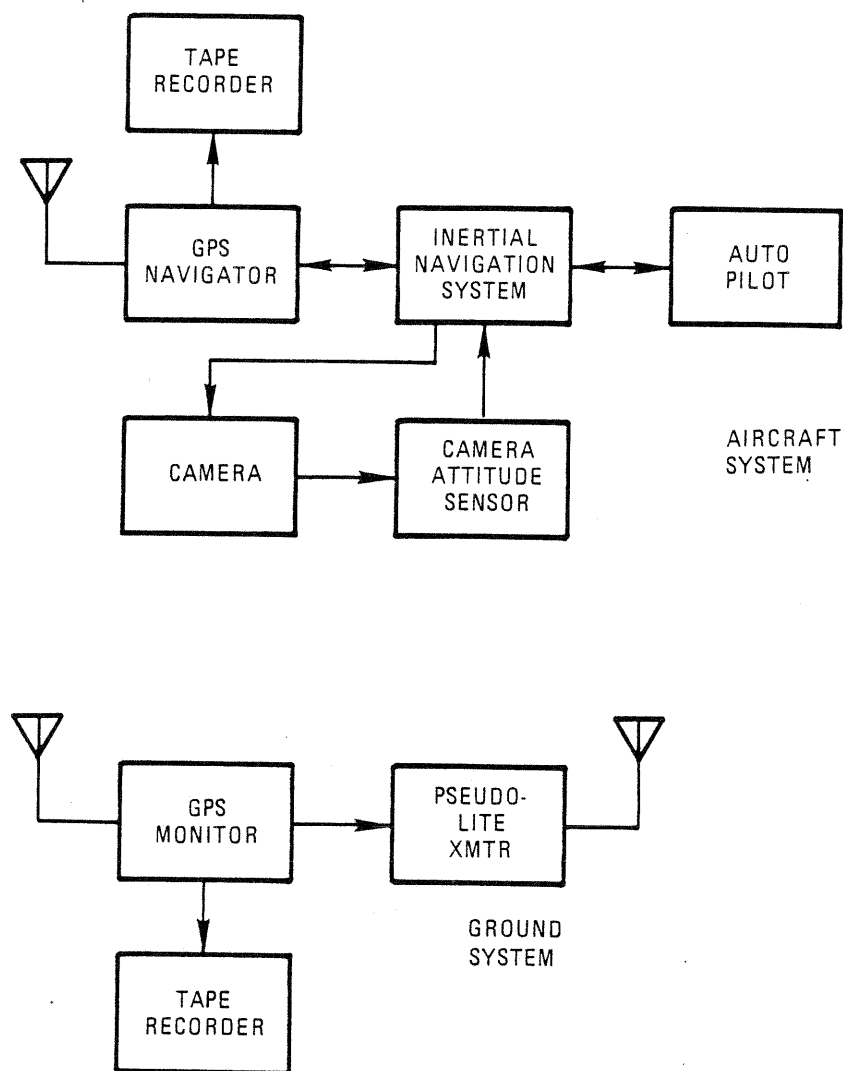 TAPE
RECORDER
GPS
NAVIGATOR
INERTIAL
NAVIGATION
SYSTEM
AUTO
PILOT
CAMERA
CAMERA
ATTITUDE
SENSOR
AIRCRAFT
SYSTEM
GPS
MONITOR
PSEUDO-
LITE
XMTR
GROUND
SYSTEM
TAPE
RECORDER